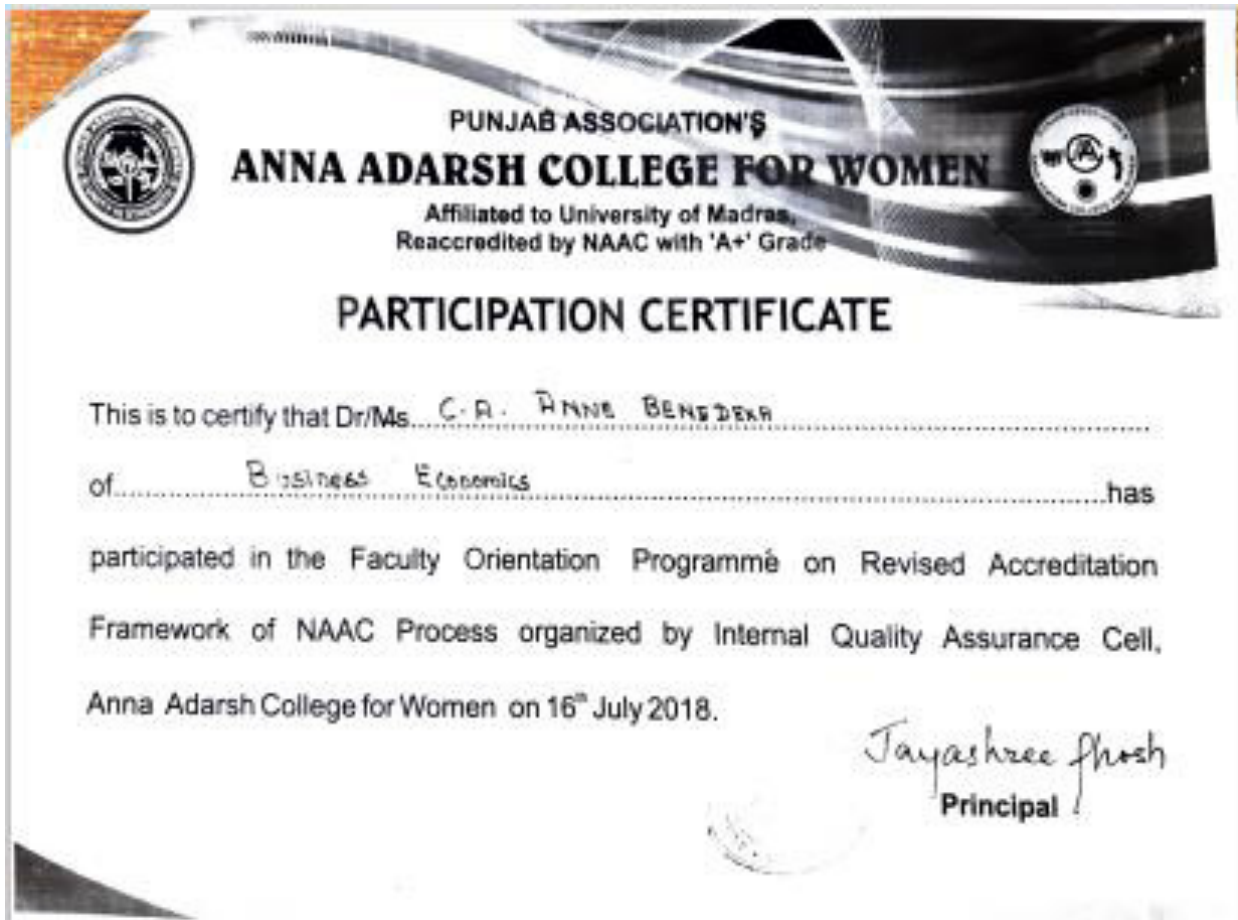 PUNJAB ASSOCIATION'S
ANNA ADARSH COLLEGE FOR WOMEN
Affiliated to University of Madras,
Reaccredited by NAAC with 'A+' Grade
PARTICIPATION CERTIFICATE
This is to certify that Dr/Ms. C.A. ANNE
of Business Economics has
participated in the Faculty Orientation Programme on Revised Accreditation
Framework of NAAC Process organized by Internal Quality Assurance Cell,
Anna Adarsh College for Women on 16th July 2018.
Jayashree Ghosh
Principal